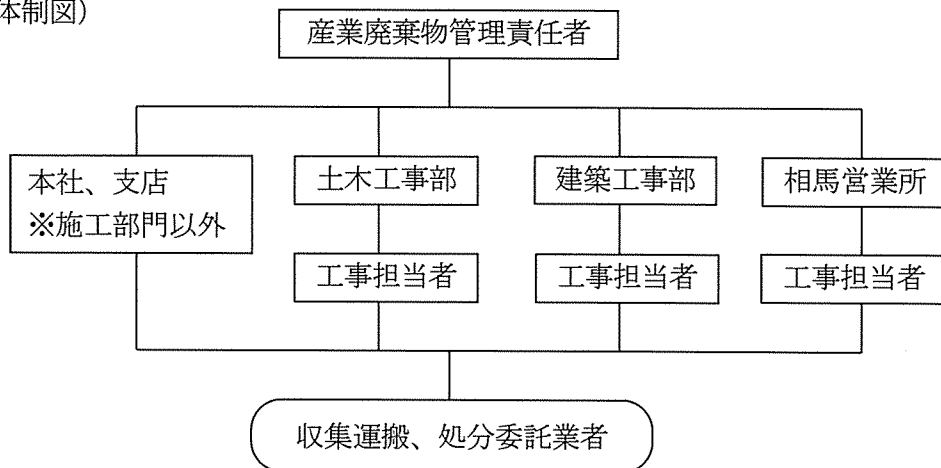 体制図)
産業廃棄物管理責任者
本社、支店
※施工部門以外
土木工事部
建築工事部
相馬営業所
工事担当者
工事担当者
工事担当者
収集運搬、処分委託業者